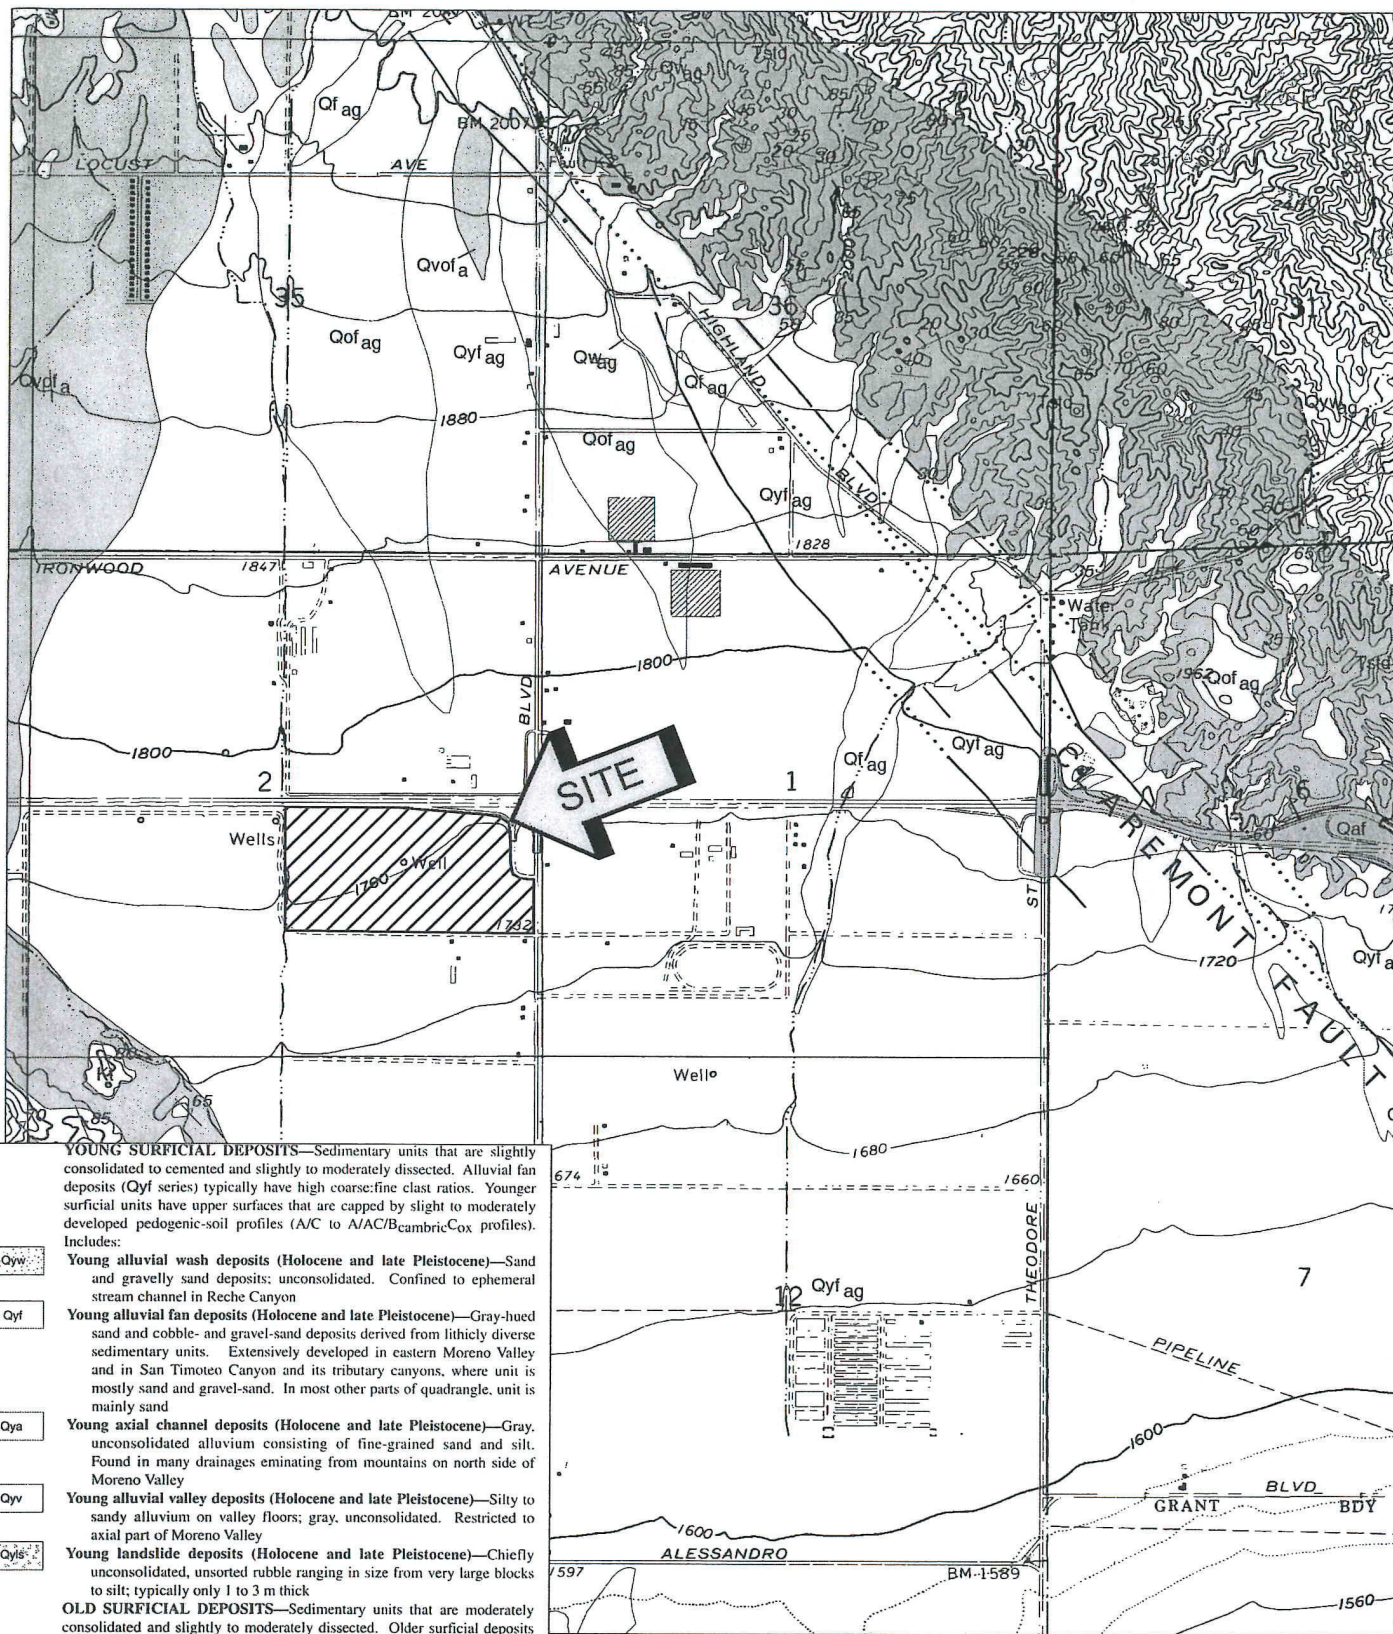 BM 2007
Qf ag
LOCUST AVE
Fault K2
Qvof a
35
36
31
HIGHLAND BLVD
Qof ag
Qyf ag
Qw ag
Qf ag
Qvof a
1880
Qof ag
Qyf ag
IRONWOOD AVENUE
1847
1828
Water Tank
1800
1800
BLVD
1962
Qof ag
Tstd
SITE
2
1
6
Qf ag
Qyf ag
Qaf
CLAREMONT FAULT
Wells
Well
1760
1732
ST
1720
Qyf a
Well
1680
65
85
674
1660
THEODORE
12
Qyf ag
7
PIPELINE
1600
1600
BLVD
GRANT BDY
ALESSANDRO
1597
BM 1589
1560
YOUNG SURFICIAL DEPOSITS—Sedimentary units that are slightly
consolidated to cemented and slightly to moderately dissected. Alluvial fan
deposits (Qyf series) typically have high coarse:fine clast ratios. Younger
surficial units have upper surfaces that are capped by slight to moderately
developed pedogenic-soil profiles (A/C to A/AC/BcambricCox profiles).
Includes:
Qyw Young alluvial wash deposits (Holocene and late Pleistocene)—Sand
and gravelly sand deposits; unconsolidated. Confined to ephemeral
stream channel in Reche Canyon
Qyf Young alluvial fan deposits (Holocene and late Pleistocene)—Gray-hued
sand and cobble- and gravel-sand deposits derived from lithicly diverse
sedimentary units. Extensively developed in eastern Moreno Valley
and in San Timoteo Canyon and its tributary canyons, where unit is
mostly sand and gravel-sand. In most other parts of quadrangle, unit is
mainly sand
Qya Young axial channel deposits (Holocene and late Pleistocene)—Gray,
unconsolidated alluvium consisting of fine-grained sand and silt.
Found in many drainages eminating from mountains on north side of
Moreno Valley
Qyv Young alluvial valley deposits (Holocene and late Pleistocene)—Silty to
sandy alluvium on valley floors; gray, unconsolidated. Restricted to
axial part of Moreno Valley
Qyls Young landslide deposits (Holocene and late Pleistocene)—Chiefly
unconsolidated, unsorted rubble ranging in size from very large blocks
to silt; typically only 1 to 3 m thick
OLD SURFICIAL DEPOSITS—Sedimentary units that are moderately
consolidated and slightly to moderately dissected. Older surficial deposits